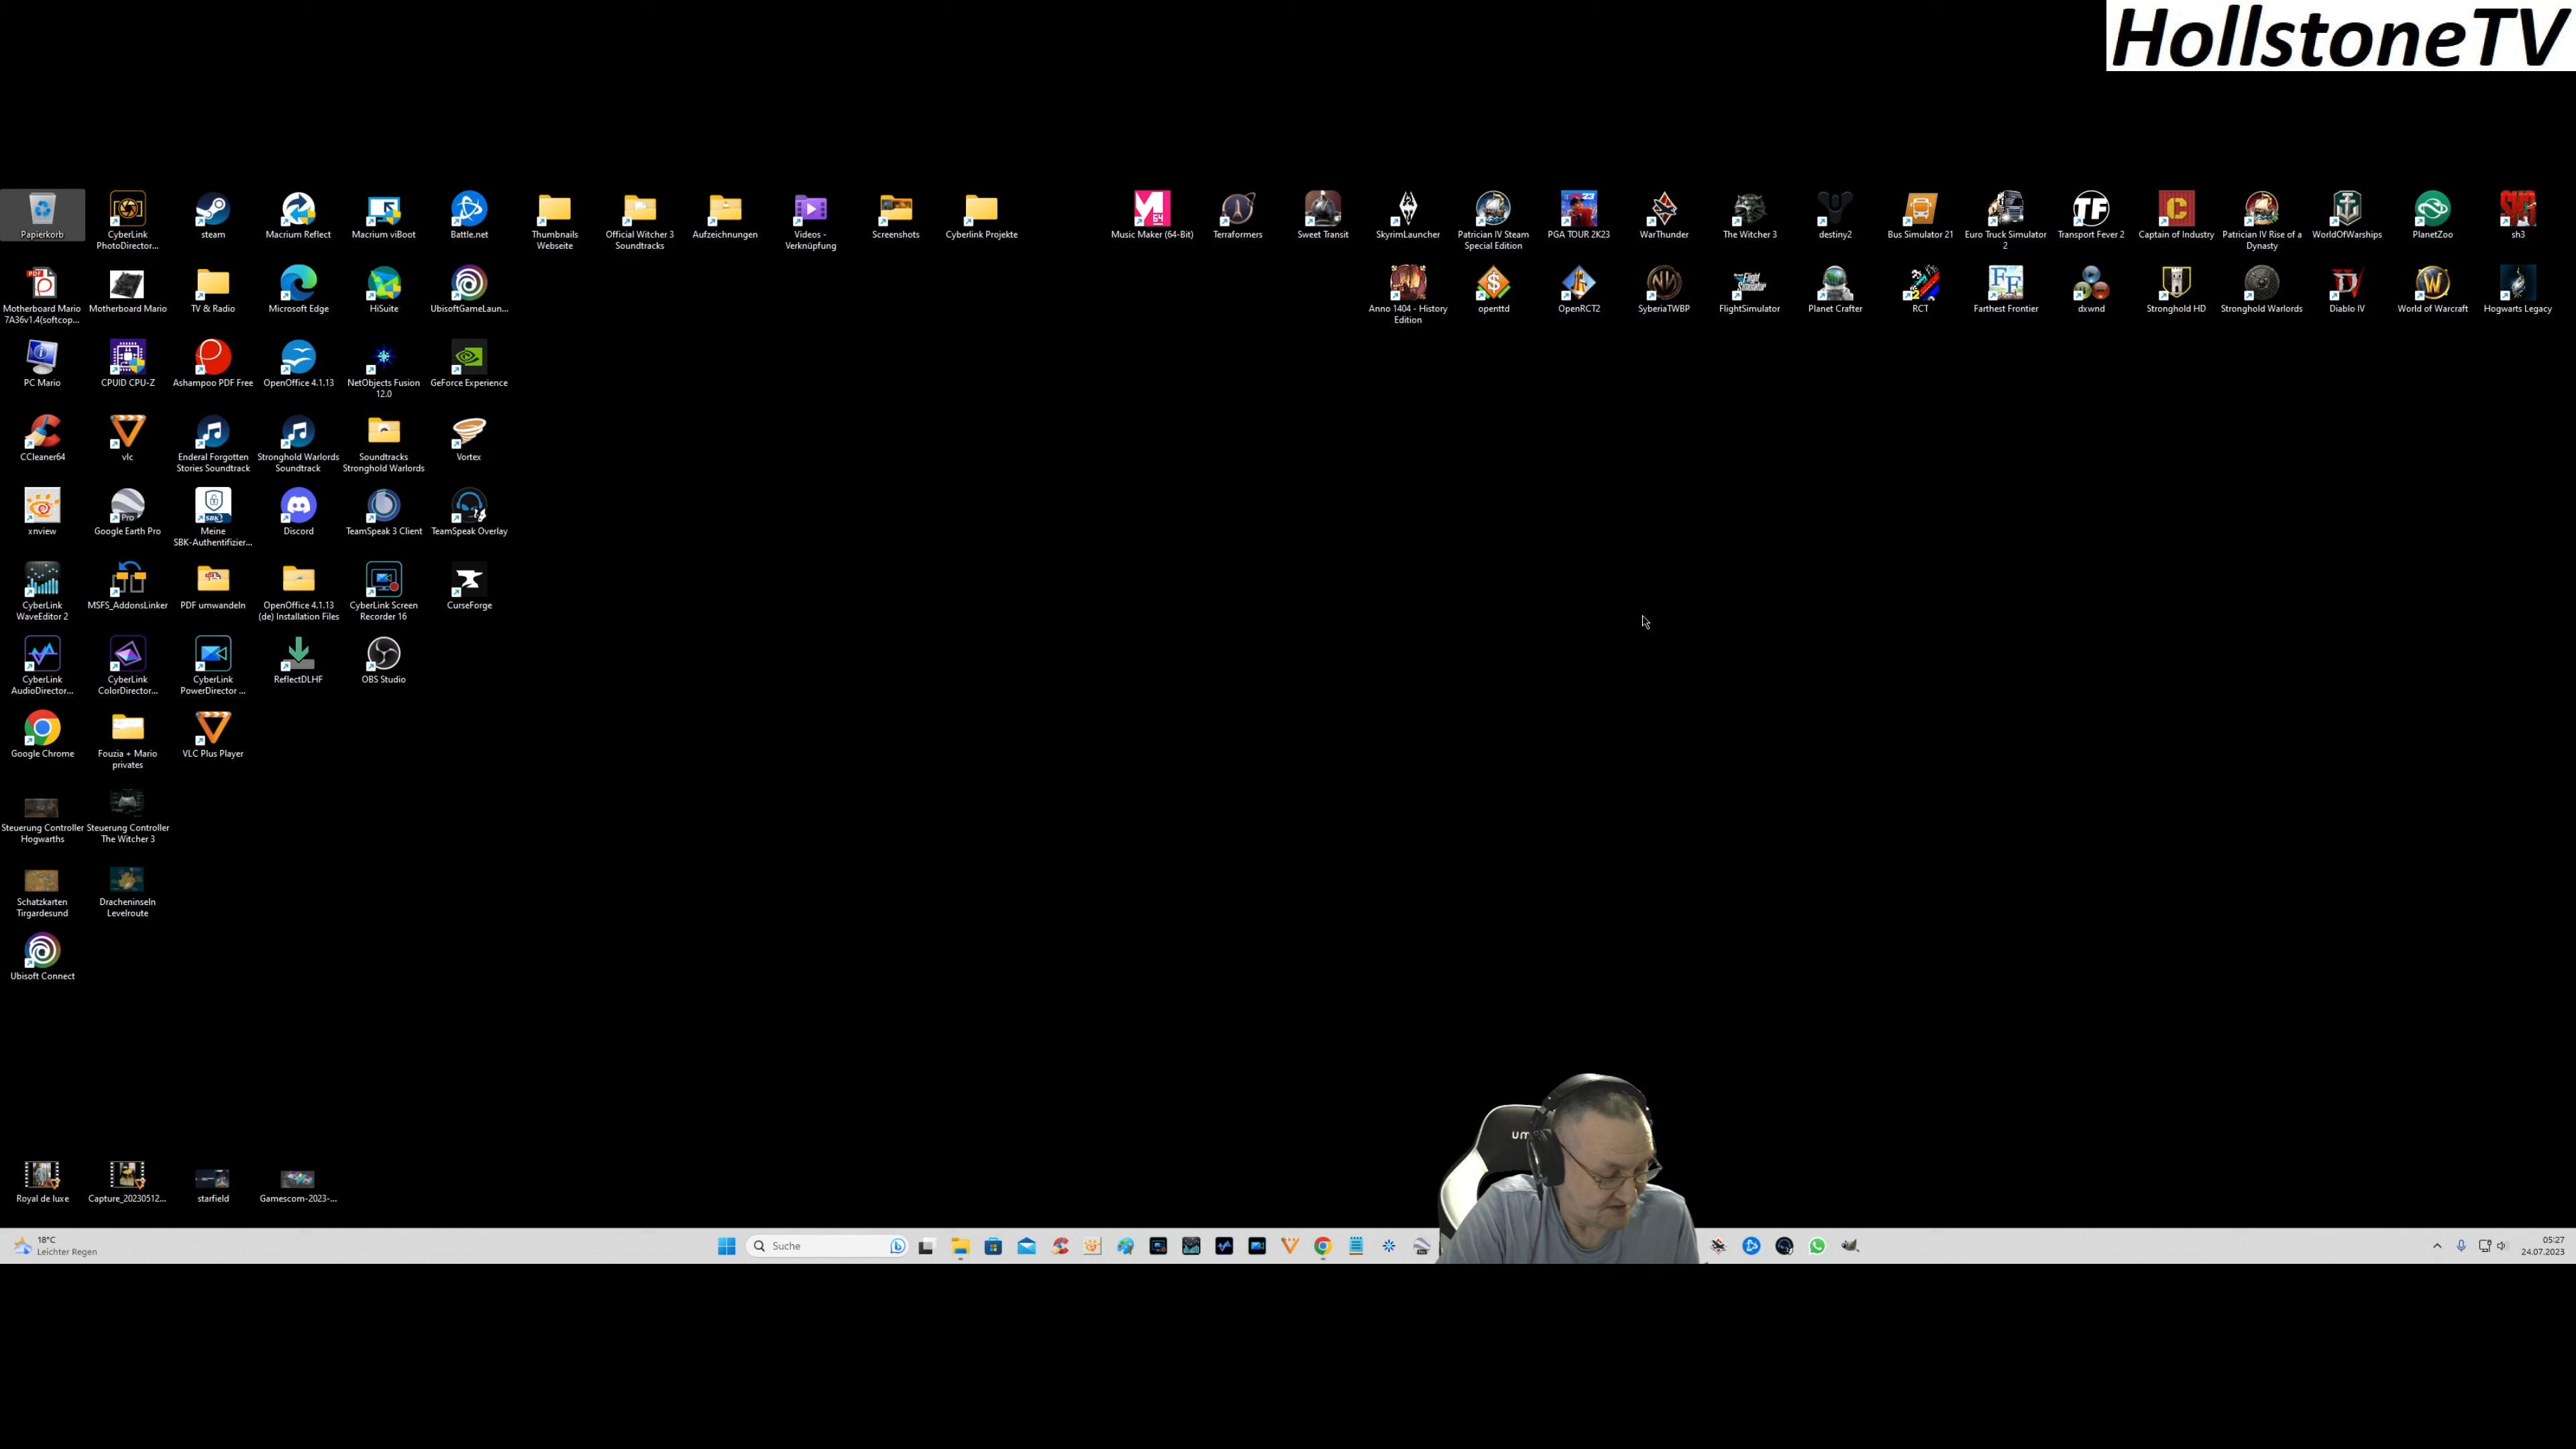 HollstoneTV
Papierkorb
CyberLink
PhotoDirector...
steam
Macrium Reflect
Macrium viBoot
Battle.net
Thumbnails
Webseite
Official Witcher 3
Soundtracks
Aufzeichnungen
Videos -
Verknüpfung
Screenshots
Cyberlink Projekte
Music Maker (64-Bit)
Terraformers
Sweet Transit
SkyrimLauncher
Patrician IV Steam
Special Edition
PGA TOUR 2K23
WarThunder
The Witcher 3
destiny2
Bus Simulator 21
Euro Truck Simulator
2
Transport Fever 2
Captain of Industry
Patrician IV Rise of a
Dynasty
WorldOfWarships
PlanetZoo
sh3
Motherboard Mario
7A36v1.4(softcop...
Motherboard Mario
TV & Radio
Microsoft Edge
HiSuite
UbisoftGameLaun...
Anno 1404 - History
Edition
openttd
OpenRCT2
SyberiaTWBP
FlightSimulator
Planet Crafter
RCT
Farthest Frontier
dxwnd
Stronghold HD
Stronghold Warlords
Diablo IV
World of Warcraft
Hogwarts Legacy
PC Mario
CPUID CPU-Z
Ashampoo PDF Free
OpenOffice 4.1.13
NetObjects Fusion
12.0
GeForce Experience
CCleaner64
vlc
Enderal Forgotten
Stories Soundtrack
Stronghold Warlords
Soundtrack
Soundtracks
Stronghold Warlords
Vortex
xnview
Google Earth Pro
Meine
SBK-Authentifizier...
Discord
TeamSpeak 3 Client
TeamSpeak Overlay
CyberLink
WaveEditor 2
MSFS_AddonsLinker
PDF umwandeln
OpenOffice 4.1.13
(de) Installation Files
CyberLink Screen
Recorder 16
CurseForge
CyberLink
AudioDirector...
CyberLink
ColorDirector...
CyberLink
PowerDirector ...
ReflectDLHF
OBS Studio
Google Chrome
Fouzia + Mario
privates
VLC Plus Player
Steuerung Controller
Hogwarths
Steuerung Controller
The Witcher 3
Schatzkarten
Tirgardesund
Dracheninseln
Levelroute
Ubisoft Connect
Royal de luxe
Capture_20230512...
starfield
Gamescom-2023-...
um
18°C
Leichter Regen
Suche
05:27
24.07.2023